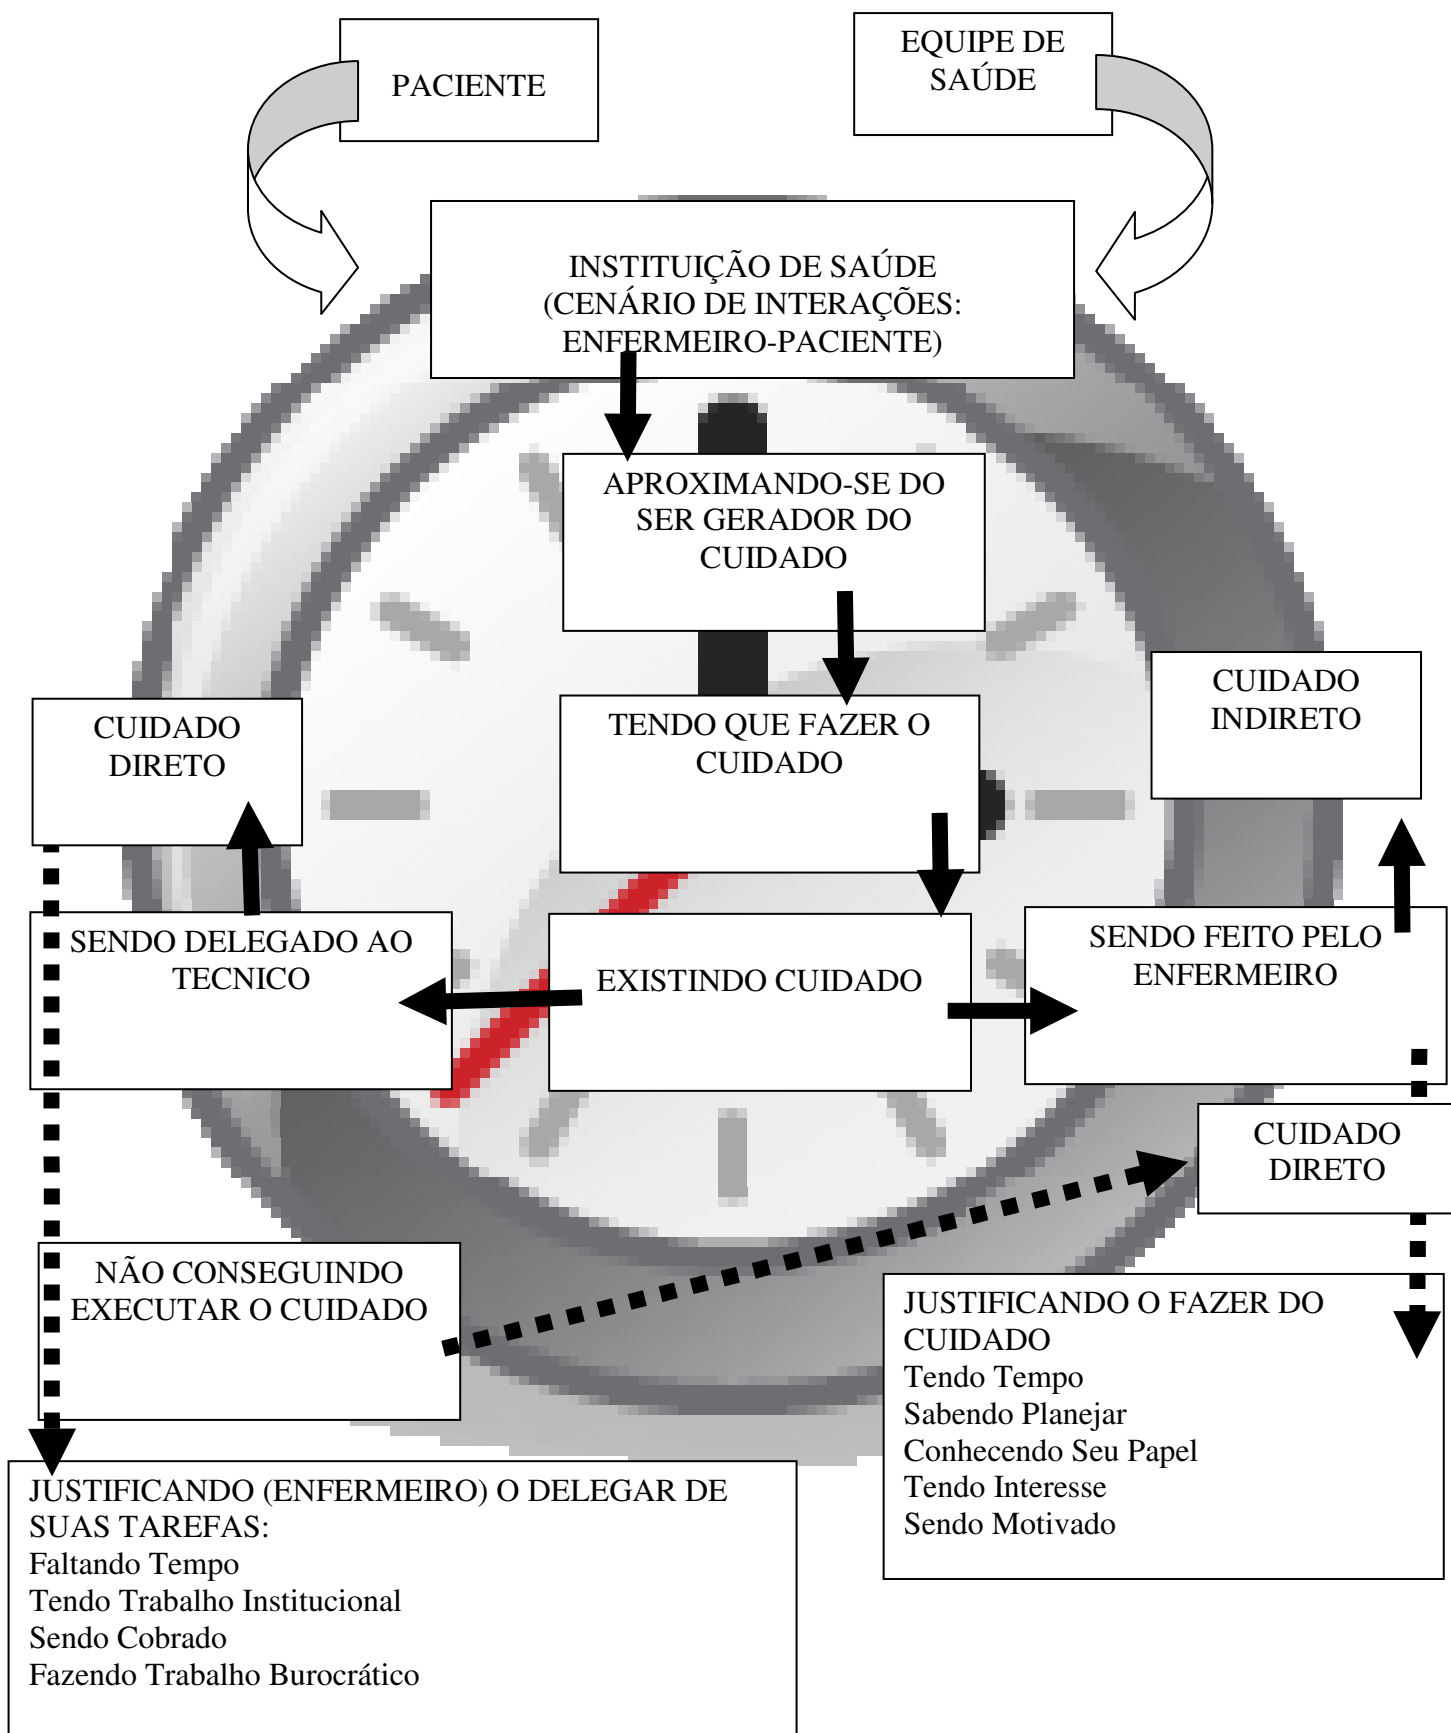 PACIENTE
EQUIPE DE
SAÚDE
INSTITUIÇÃO DE SAÚDE
(CENÁRIO DE INTERAÇÕES:
ENFERMEIRO-PACIENTE)
APROXIMANDO-SE DO
SER GERADOR DO
CUIDADO
CUIDADO
DIRETO
TENDO QUE FAZER O
CUIDADO
CUIDADO
INDIRETO
SENDO DELEGADO AO
TECNICO
EXISTINDO CUIDADO
SENDO FEITO PELO
ENFERMEIRO
CUIDADO
DIRETO
NÃO CONSEGUINDO
EXECUTAR O CUIDADO
JUSTIFICANDO O FAZER DO
CUIDADO
Tendo Tempo
Sabendo Planejar
Conhecendo Seu Papel
Tendo Interesse
Sendo Motivado
JUSTIFICANDO (ENFERMEIRO) O DELEGAR DE
SUAS TAREFAS:
Faltando Tempo
Tendo Trabalho Institucional
Sendo Cobrado
Fazendo Trabalho Burocrático